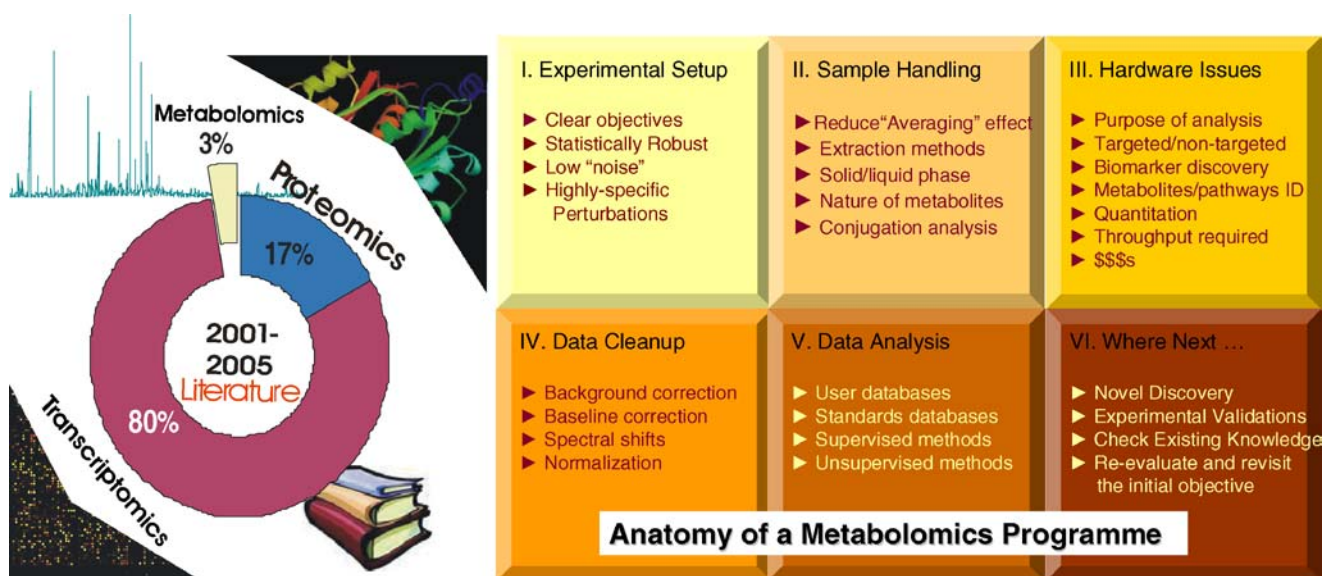 Metabolomics
3%
Proteomics
17%
2001-
2005
Literature
80%
Transcriptomics
I. Experimental Setup
► Clear objectives
► Statistically Robust
► Low "noise"
► Highly-specific
Perturbations
II. Sample Handling
► Reduce"Averaging" effect
► Extraction methods
► Solid/liquid phase
► Nature of metabolites
► Conjugation analysis
III. Hardware Issues
► Purpose of analysis
► Targeted/non-targeted
► Biomarker discovery
► Metabolites/pathways ID
► Quantitation
► Throughput required
► $$$s
IV. Data Cleanup
► Background correction
► Baseline correction
► Spectral shifts
► Normalization
V. Data Analysis
► User databases
► Standards databases
► Supervised methods
► Unsupervised methods
VI. Where Next ...
► Novel Discovery
► Experimental Validations
► Check Existing Knowledge
► Re-evaluate and revisit
the initial objective
Anatomy of a Metabolomics Programme